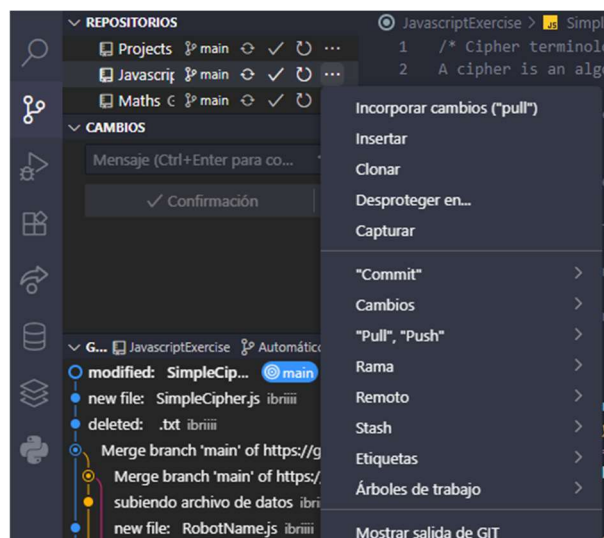 REPOSITORIOS
Projects main
Javascrip main
Maths main
JavascriptExercise > JS Simpl
1 /* Cipher terminolo
2 A cipher is an algo
CAMBIOS
Mensaje (Ctrl+Enter para co...
Confirmación
Incorporar cambios ("pull")
Insertar
Clonar
Desproteger en...
Capturar
"Commit"
Cambios
"Pull", "Push"
Rama
Remoto
Stash
Etiquetas
Árboles de trabajo
Mostrar salida de GIT
G... JavascriptExercise Automático
modified: SimpleCip... main
new file: SimpleCipher.js ibriiii
deleted: .txt ibriiii
Merge branch 'main' of https://g
Merge branch 'main' of https:/
subiendo archivo de datos ibri
new file: RobotName.js ibriiii